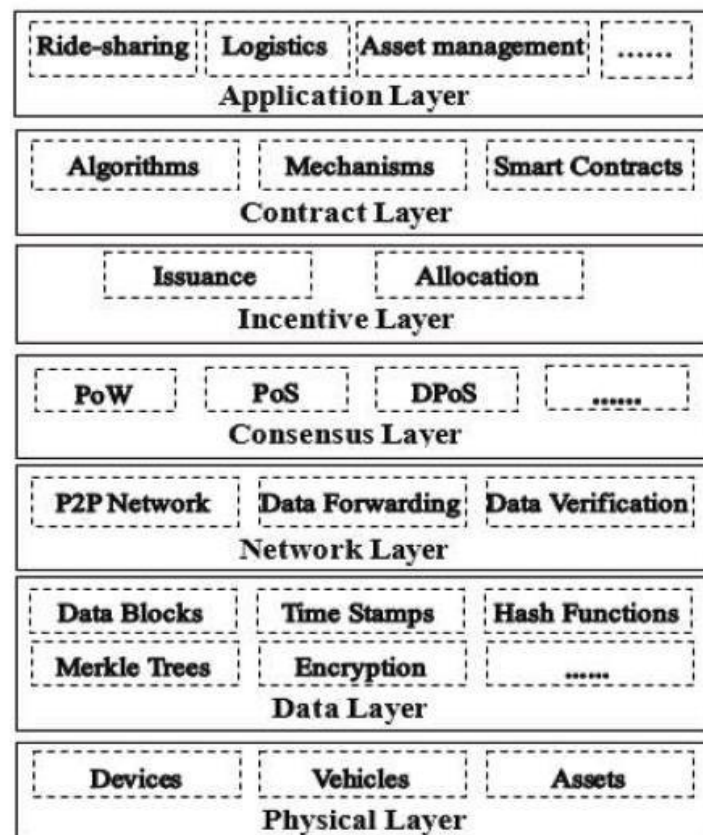 Ride-sharing Logistics Asset management ......
Application Layer
Algorithms Mechanisms Smart Contracts
Contract Layer
Issuance Allocation
Incentive Layer
PoW PoS DPoS ......
Consensus Layer
P2P Network Data Forwarding Data Verification
Network Layer
Data Blocks Time Stamps Hash Functions
Merkle Trees Encryption ......
Data Layer
Devices Vehicles Assets
Physical Layer